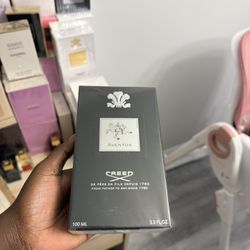 CHANEL
AVENTUS
CREED
DE PÈRE EN FILS DEPUIS 1760
FROM FATHER TO SON SINCE 1760
100 ML 3.3 FL.OZ